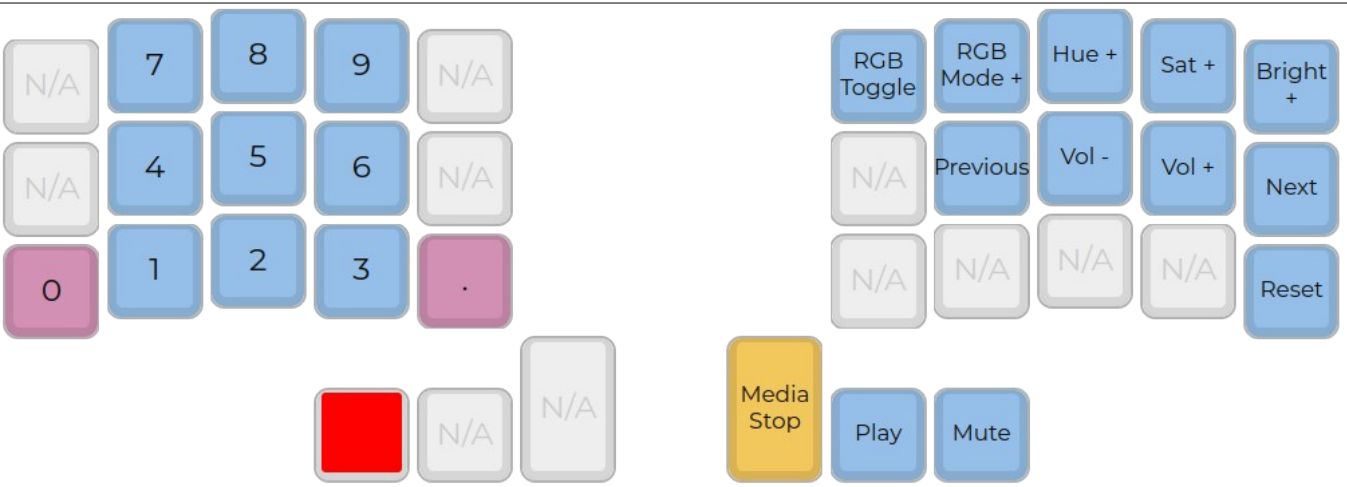 N/A
7
8
9
N/A
RGB
Toggle
RGB
Mode +
Hue +
Sat +
Bright
+
N/A
4
5
6
N/A
N/A
Previous
Vol -
Vol +
Next
0
1
2
3
.
N/A
N/A
N/A
N/A
Reset
N/A
N/A
Media
Stop
Play
Mute